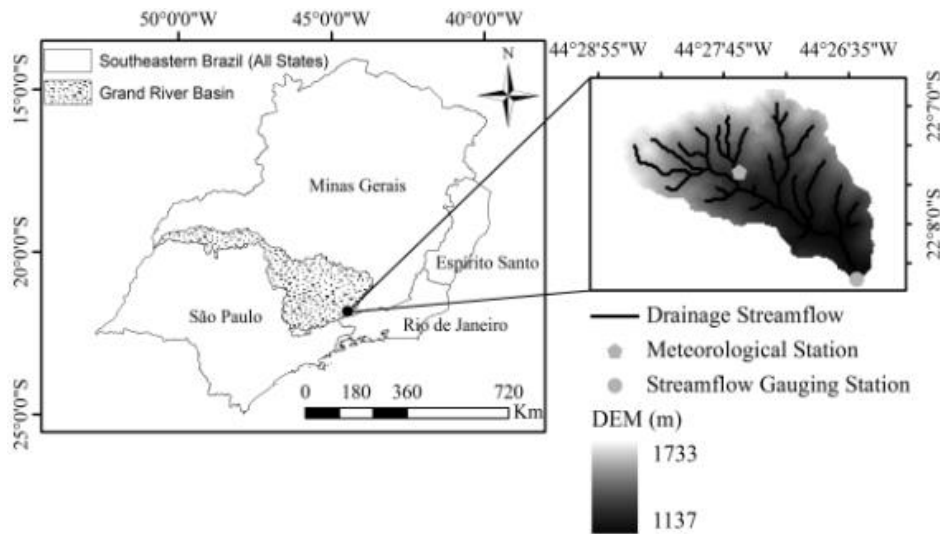 50°0'0"W
45°0'0"W
40°0'0"W
15°0'0"S
20°0'0"S
25°0'0"S
Southeastern Brazil (All States)
Grand River Basin
N
Minas Gerais
Espírito Santo
São Paulo
Rio de Janeiro
0 180 360 720
Km
44°28'55"W
44°27'45"W
44°26'35"W
22°7'0"S
22°8'0"S
Drainage Streamflow
Meteorological Station
Streamflow Gauging Station
DEM (m)
1733
1137